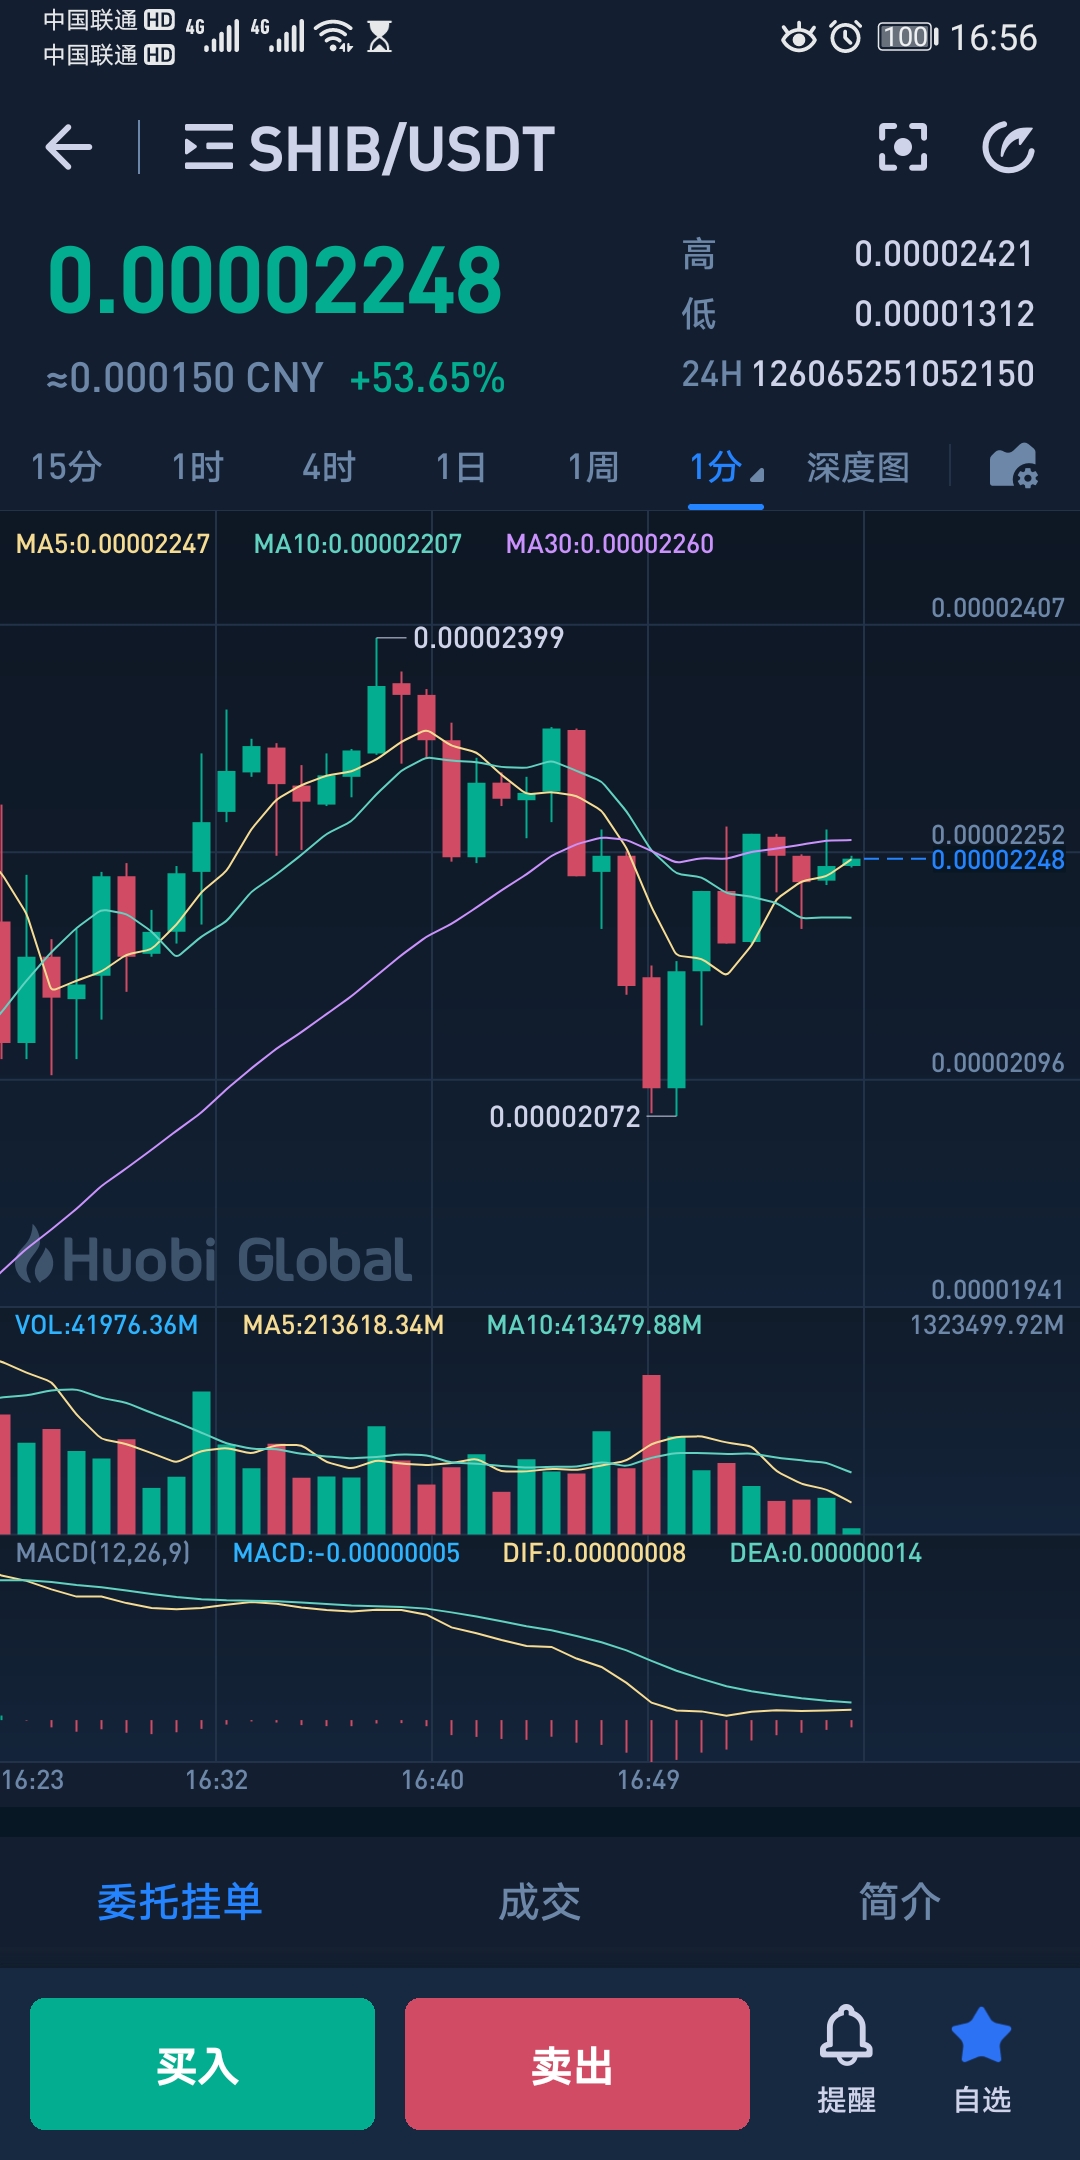 中国联通 HD 4G 4G 100 16:56
中国联通 HD
SHIB/USDT
0.00002248
高 0.00002421
低 0.00001312
≈0.000150 CNY +53.65%
24H 126065251052150
15分 1时 4时 1日 1周 1分 深度图
MA5:0.00002247 MA10:0.00002207 MA30:0.00002260
0.00002407
0.00002399
0.00002252
0.00002248
0.00002096
0.00002072
Huobi Global
0.00001941
VOL:41976.36M MA5:213618.34M MA10:413479.88M 1323499.92M
MACD(12,26,9) MACD:-0.00000005 DIF:0.00000008 DEA:0.00000014
16:23 16:32 16:40 16:49
委托挂单 成交 简介
买入 卖出 提醒 自选